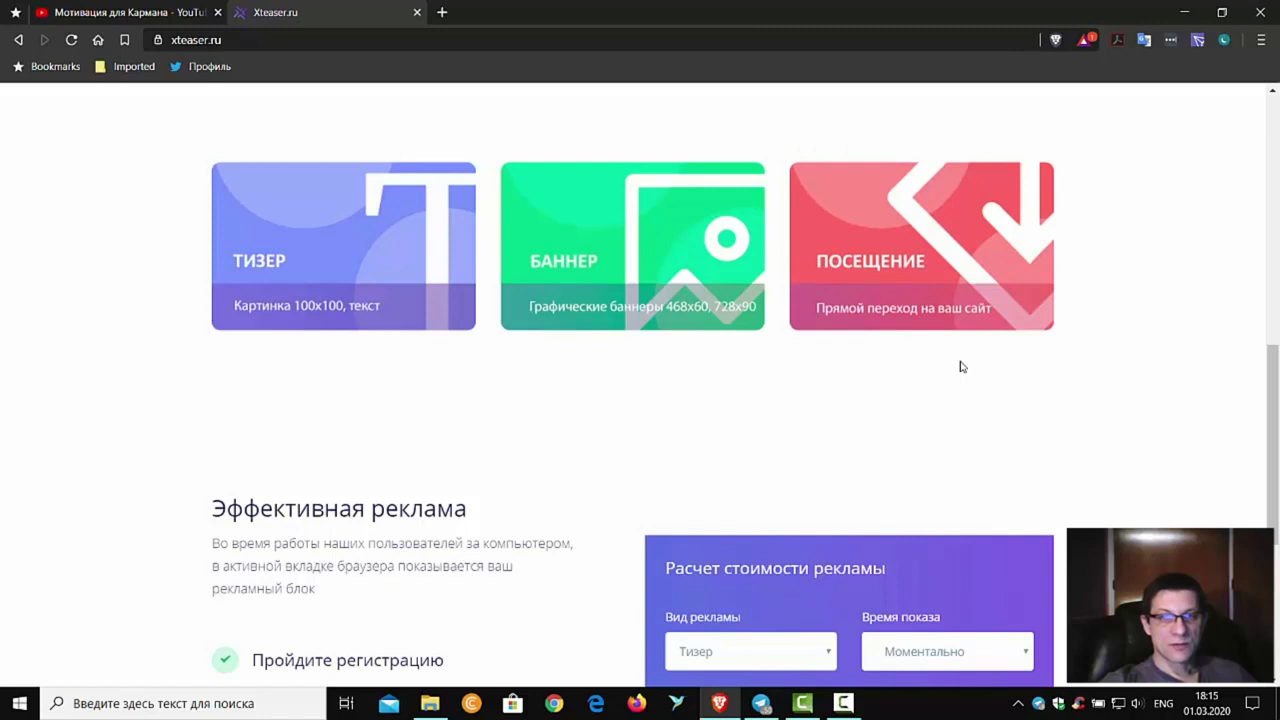 Мотивация для Кармана - YouTu
Xteaser.ru
xteaser.ru
Bookmarks
Imported
Профиль
ТИЗЕР
Картинка 100x100, текст
БАННЕР
Графические баннеры 468x60, 728x90
ПОСЕЩЕНИЕ
Прямой переход на ваш сайт
Эффективная реклама
Во время работы наших пользователей за компьютером,
в активной вкладке браузера показывается ваш
рекламный блок
Пройдите регистрацию
Расчет стоимости рекламы
Вид рекламы
Время показа
Тизер
Моментально
Введите здесь текст для поиска
ENG
18:15
01.03.2020